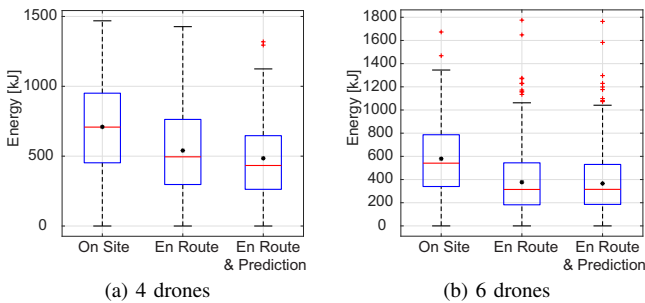 1500
1000
500
0
Energy [kJ]
On Site
En Route
En Route
& Prediction
(a) 4 drones
1800
1600
1400
1200
1000
800
600
400
200
0
Energy [kJ]
On Site
En Route
En Route
& Prediction
(b) 6 drones